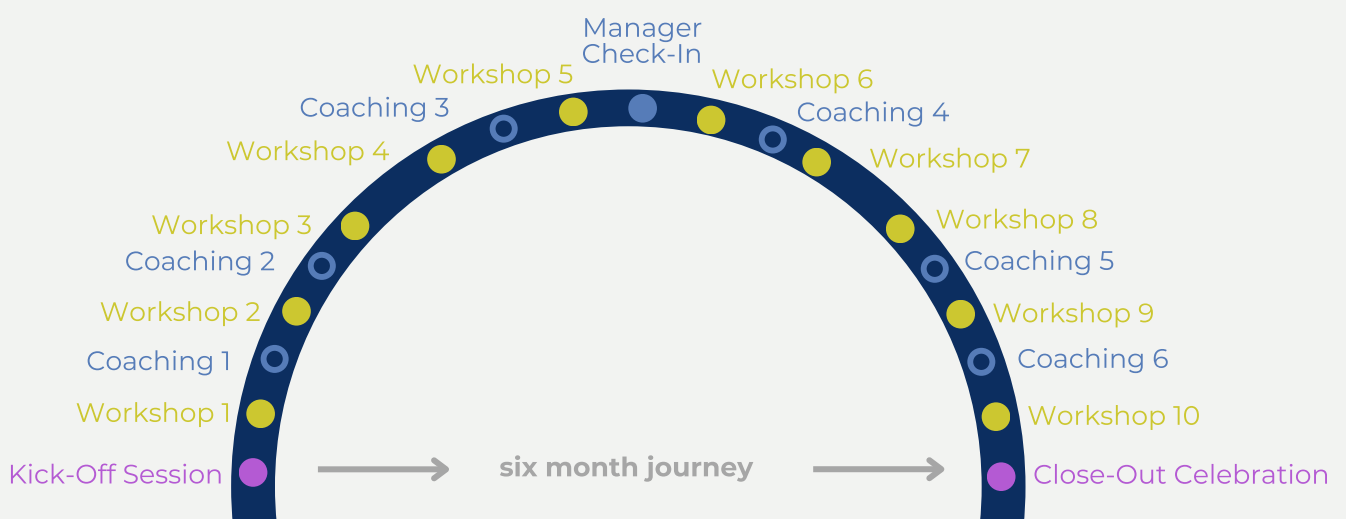 Manager
Check-In
Workshop 5
Workshop 6
Coaching 3
Coaching 4
Workshop 4
Workshop 7
Workshop 3
Workshop 8
Coaching 2
Coaching 5
Workshop 2
Workshop 9
Coaching 1
Coaching 6
Workshop 1
Workshop 10
Kick-Off Session
six month journey
Close-Out Celebration